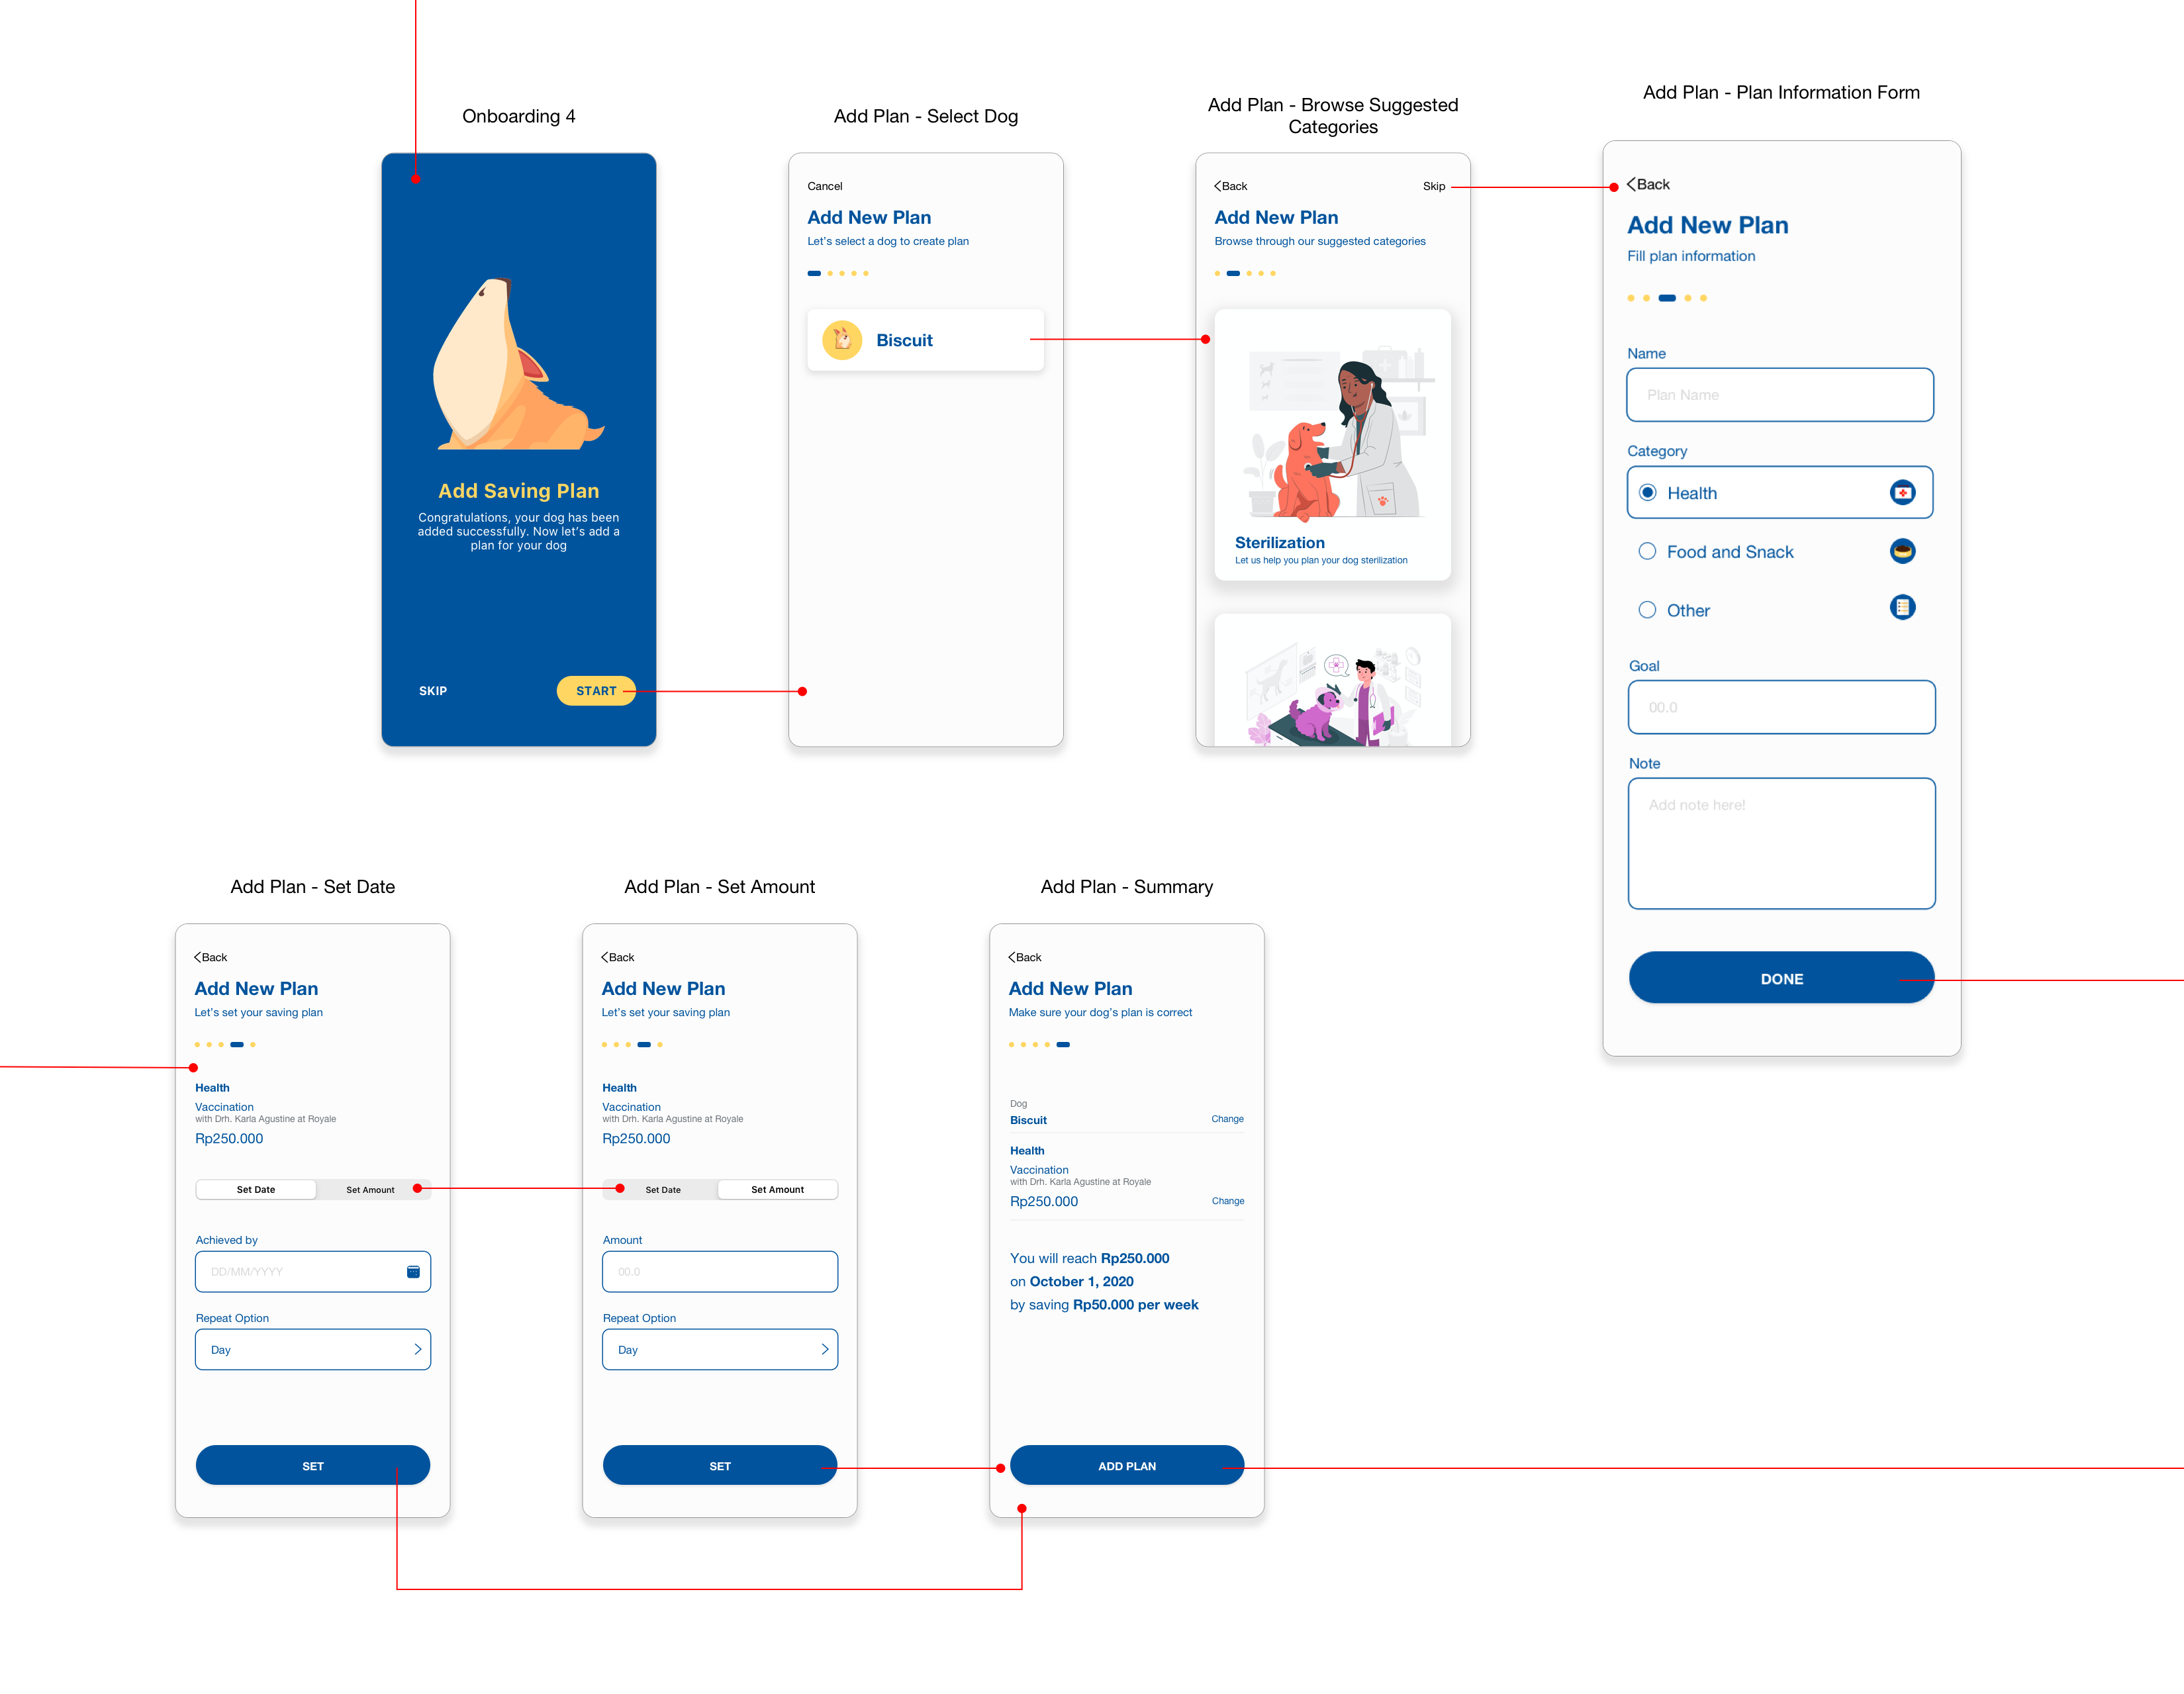 Onboarding 4
Add Saving Plan
Congratulations, your dog has been
added successfully. Now let's add a
plan for your dog
SKIP
START
Add Plan - Select Dog
Cancel
Add New Plan
Let's select a dog to create plan
Biscuit
Add Plan - Browse Suggested
Categories
Back
Skip
Add New Plan
Browse through our suggested categories
Sterilization
Let us help you plan your dog sterilization
Add Plan - Plan Information Form
Back
Add New Plan
Fill plan information
Name
Plan Name
Category
Health
Food and Snack
Other
Goal
00.0
Note
Add note here!
DONE
Add Plan - Set Date
Back
Add New Plan
Let's set your saving plan
Health
Vaccination
with Drh. Karla Agustine at Royale
Rp250.000
Set Date
Set Amount
Achieved by
DD/MM/YYYY
Repeat Option
Day
SET
Add Plan - Set Amount
Back
Add New Plan
Let's set your saving plan
Health
Vaccination
with Drh. Karla Agustine at Royale
Rp250.000
Set Date
Set Amount
Amount
00.0
Repeat Option
Day
SET
Add Plan - Summary
Back
Add New Plan
Make sure your dog's plan is correct
Dog
Biscuit
Change
Health
Vaccination
with Drh. Karla Agustine at Royale
Rp250.000
Change
You will reach Rp250.000
on October 1, 2020
by saving Rp50.000 per week
ADD PLAN